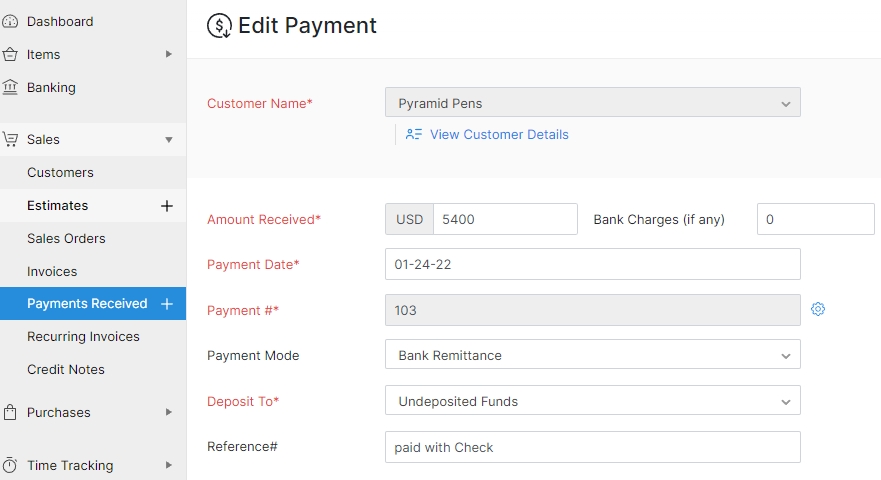 Dashboard
Items
Banking
Sales
Customers
Estimates
Sales Orders
Invoices
Payments Received
Recurring Invoices
Credit Notes
Purchases
Time Tracking
Edit Payment
Customer Name* Pyramid Pens
View Customer Details
Amount Received* USD 5400 Bank Charges (if any) 0
Payment Date* 01-24-22
Payment #* 103
Payment Mode Bank Remittance
Deposit To* Undeposited Funds
Reference# paid with Check